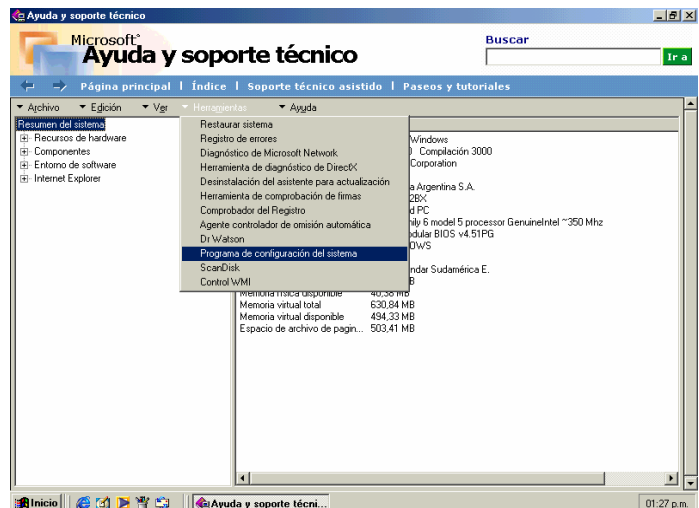 Ayuda y soporte técnico
Microsoft®
Ayuda y soporte técnico
Buscar
Ir a
Página principal | Índice | Soporte técnico asistido | Paseos y tutoriales
Archivo Edición Ver Herramientas Ayuda
Resumen del sistema
Recursos de hardware
Componentes
Entorno de software
Internet Explorer
Restaurar sistema
Registro de errores
Diagnóstico de Microsoft Network
Herramienta de diagnóstico de DirectX
Desinstalación del asistente para actualización
Herramienta de comprobación de firmas
Comprobador del Registro
Agente controlador de omisión automática
Dr Watson
Programa de configuración del sistema
ScanDisk
Control WMI
Windows
Compilación 3000
Corporation
a Argentina S.A.
2BX
d PC
ily 6 model 5 processor GenuineIntel ~350 Mhz
dular BIOS v4.51PG
OWS
ndar Sudamérica E.
B
Memoria física disponible 40,38 MB
Memoria virtual total 630,84 MB
Memoria virtual disponible 494,33 MB
Espacio de archivo de pagin... 503,41 MB
Inicio
Ayuda y soporte técni...
01:27 p.m.